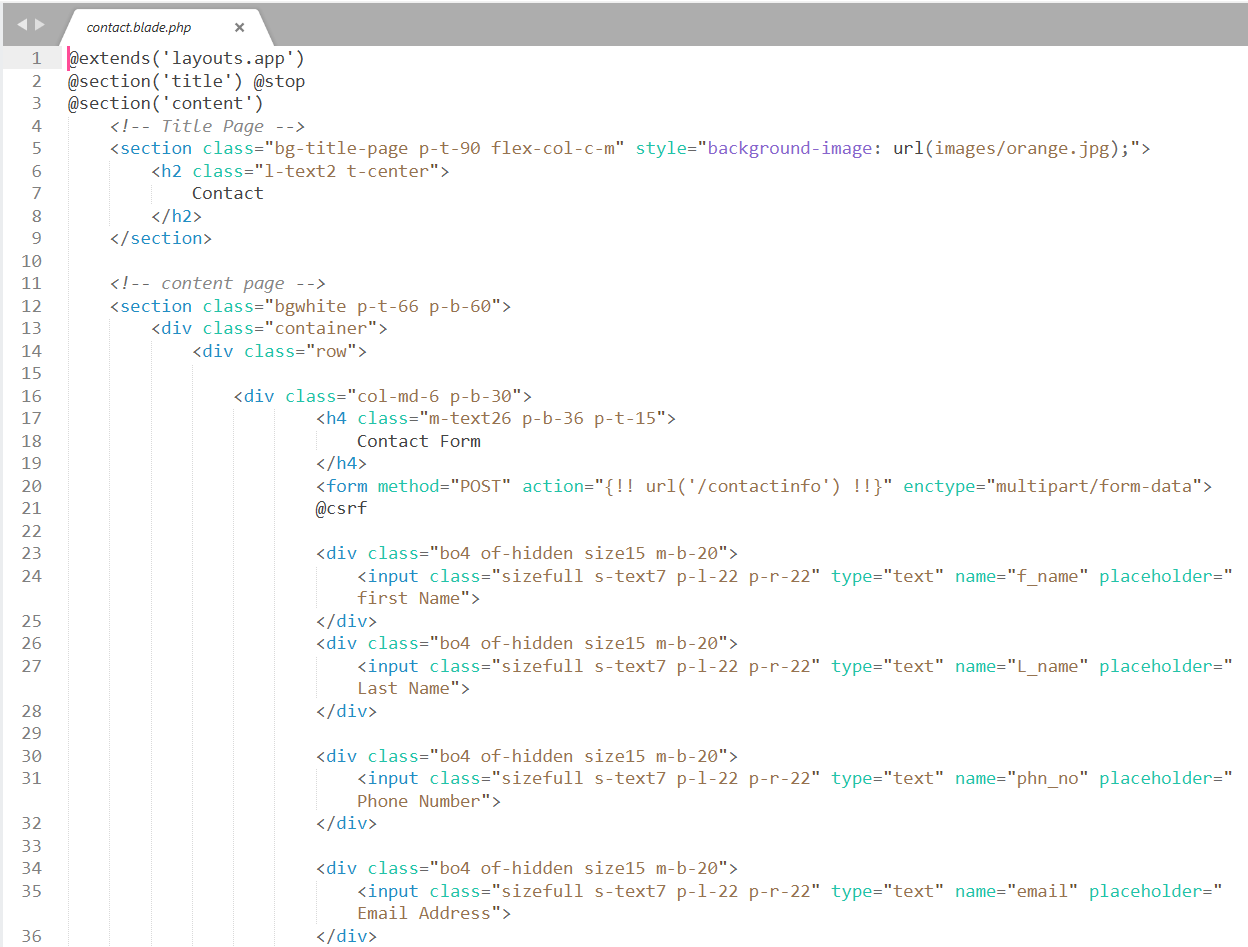 contact.blade.php ×
1 @extends('layouts.app')
2 @section('title') @stop
3 @section('content')
4 <!-- Title Page -->
5 <section class="bg-title-page p-t-90 flex-col-c-m" style="background-image: url(images/orange.jpg);">
6 <h2 class="l-text2 t-center">
7 Contact
8 </h2>
9 </section>
10
11 <!-- content page -->
12 <section class="bgwhite p-t-66 p-b-60">
13 <div class="container">
14 <div class="row">
15
16 <div class="col-md-6 p-b-30">
17 <h4 class="m-text26 p-b-36 p-t-15">
18 Contact Form
19 </h4>
20 <form method="POST" action="{!! url('/contactinfo') !!}" enctype="multipart/form-data">
21 @csrf
22
23 <div class="bo4 of-hidden size15 m-b-20">
24 <input class="sizefull s-text7 p-l-22 p-r-22" type="text" name="f_name" placeholder="
first Name">
25 </div>
26 <div class="bo4 of-hidden size15 m-b-20">
27 <input class="sizefull s-text7 p-l-22 p-r-22" type="text" name="L_name" placeholder="
Last Name">
28 </div>
29
30 <div class="bo4 of-hidden size15 m-b-20">
31 <input class="sizefull s-text7 p-l-22 p-r-22" type="text" name="phn_no" placeholder="
Phone Number">
32 </div>
33
34 <div class="bo4 of-hidden size15 m-b-20">
35 <input class="sizefull s-text7 p-l-22 p-r-22" type="text" name="email" placeholder="
Email Address">
36 </div>